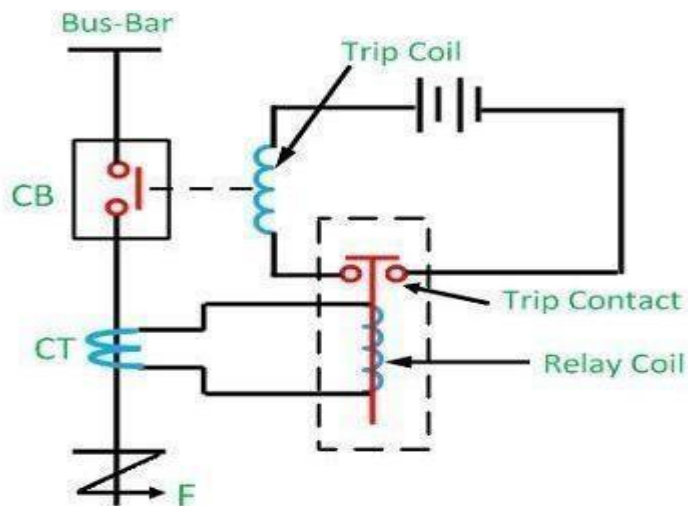 Bus-Bar
Trip Coil
CB
Trip Contact
CT
Relay Coil
F